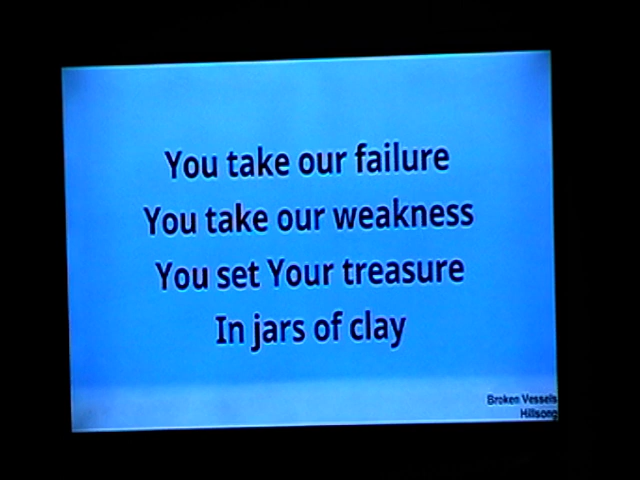 You take our failure
You take our weakness
You set Your treasure
In jars of clay
Broken Vessels
Hillsong